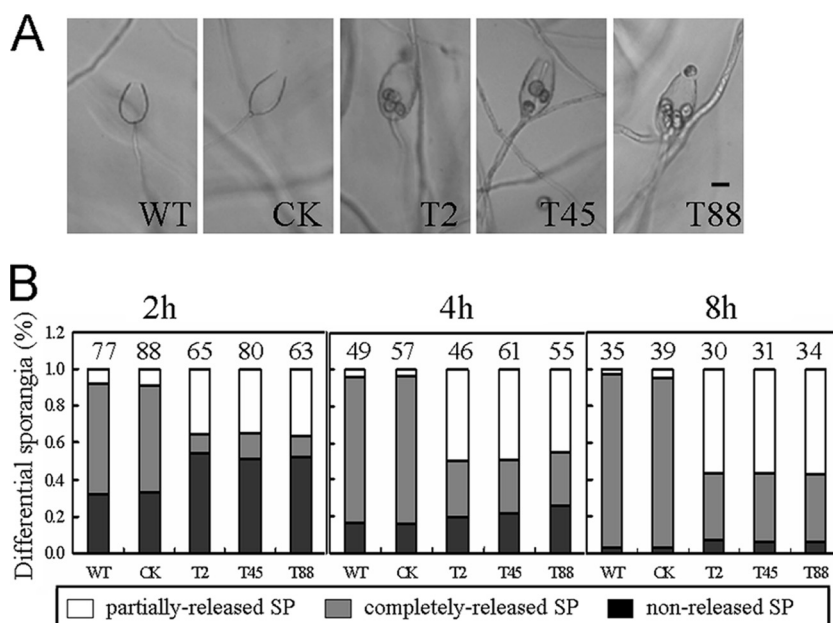 A
WT CK T2 T45 T88
B
2h 4h 8h
Differential sporangia (%)
1.2
1.0
0.8
0.6
0.4
0.2
0.0
77 88 65 80 63
49 57 46 61 55
35 39 30 31 34
WT CK T2 T45 T88
WT CK T2 T45 T88
WT CK T2 T45 T88
partially-released SP completely-released SP non-released SP